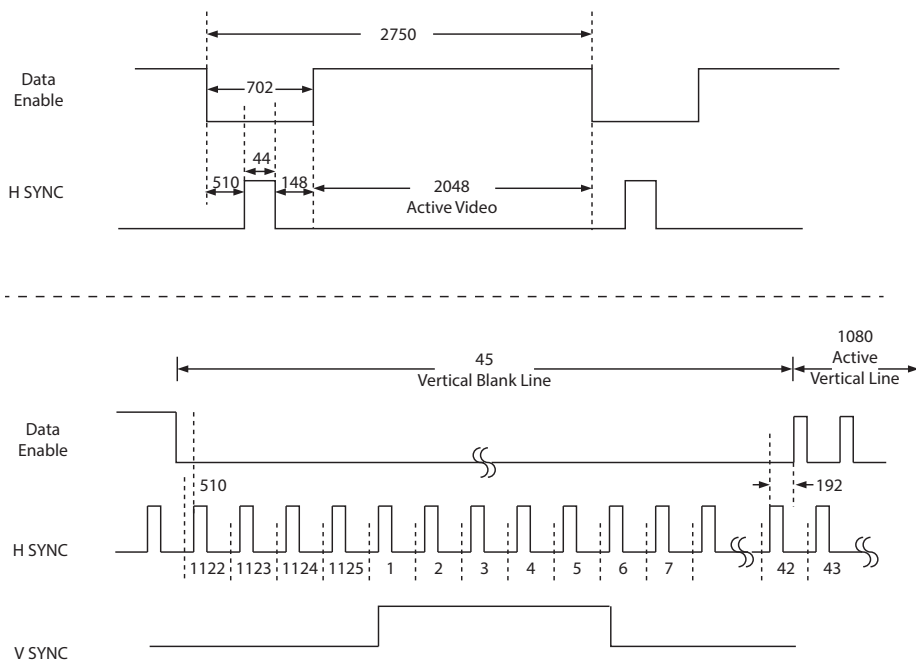 2750
Data
Enable
702
44
H SYNC
510
148
2048
Active Video
45
Vertical Blank Line
1080
Active
Vertical Line
Data
Enable
510
192
H SYNC
1122 1123 1124 1125 1 2 3 4 5 6 7 42 43
V SYNC